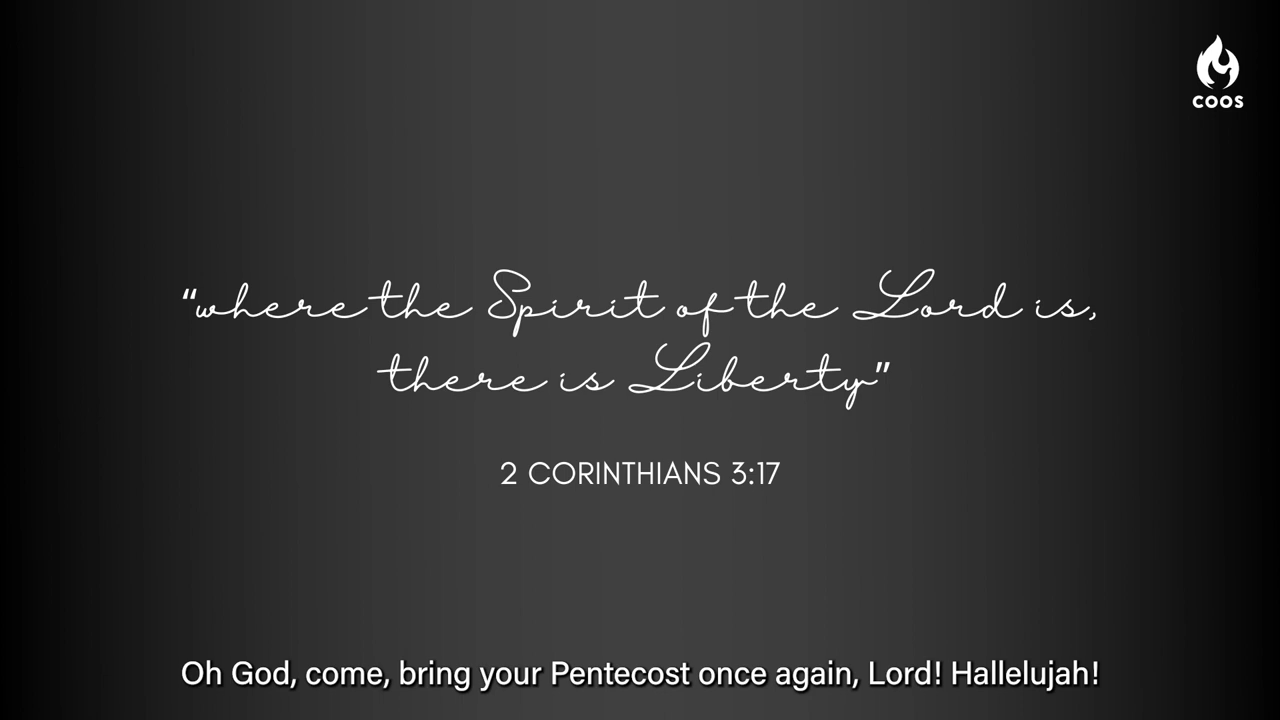 COOS
“where the Spirit of the Lord is,
there is Liberty”
2 CORINTHIANS 3:17
Oh God, come, bring your Pentecost once again, Lord! Hallelujah!